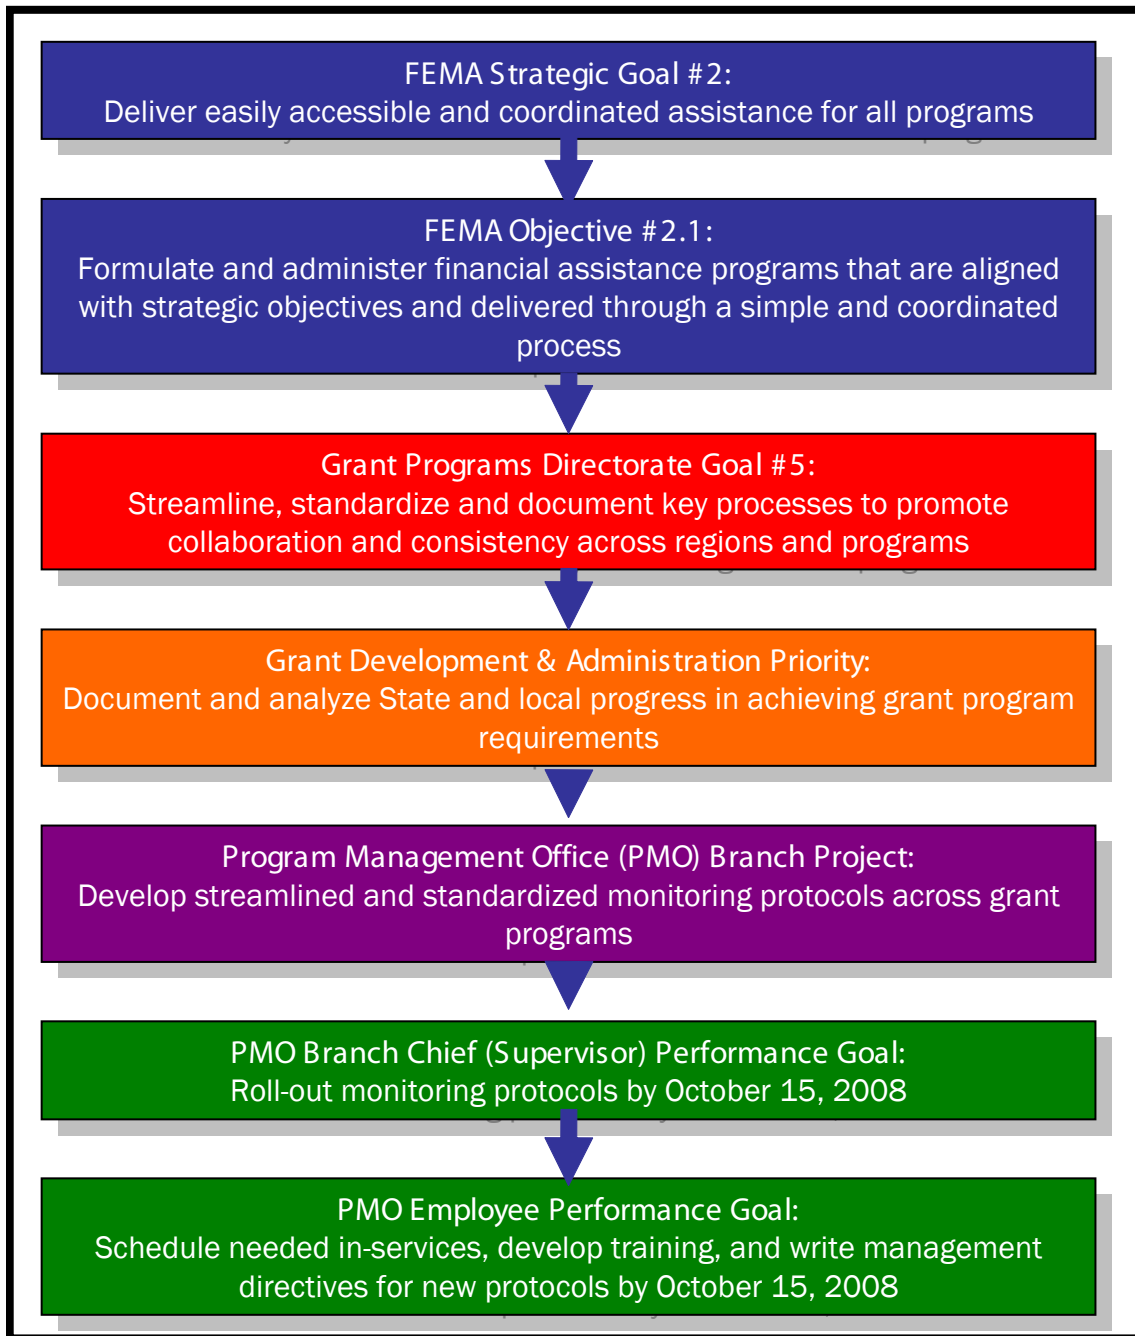 FEMA Strategic Goal #2:
Deliver easily accessible and coordinated assistance for all programs
FEMA Objective #2.1:
Formulate and administer financial assistance programs that are aligned
with strategic objectives and delivered through a simple and coordinated
process
Grant Programs Directorate Goal #5:
Streamline, standardize and document key processes to promote
collaboration and consistency across regions and programs
Grant Development & Administration Priority:
Document and analyze State and local progress in achieving grant program
requirements
Program Management Office (PMO) Branch Project:
Develop streamlined and standardized monitoring protocols across grant
programs
PMO Branch Chief (Supervisor) Performance Goal:
Roll-out monitoring protocols by October 15, 2008
PMO Employee Performance Goal:
Schedule needed in-services, develop training, and write management
directives for new protocols by October 15, 2008